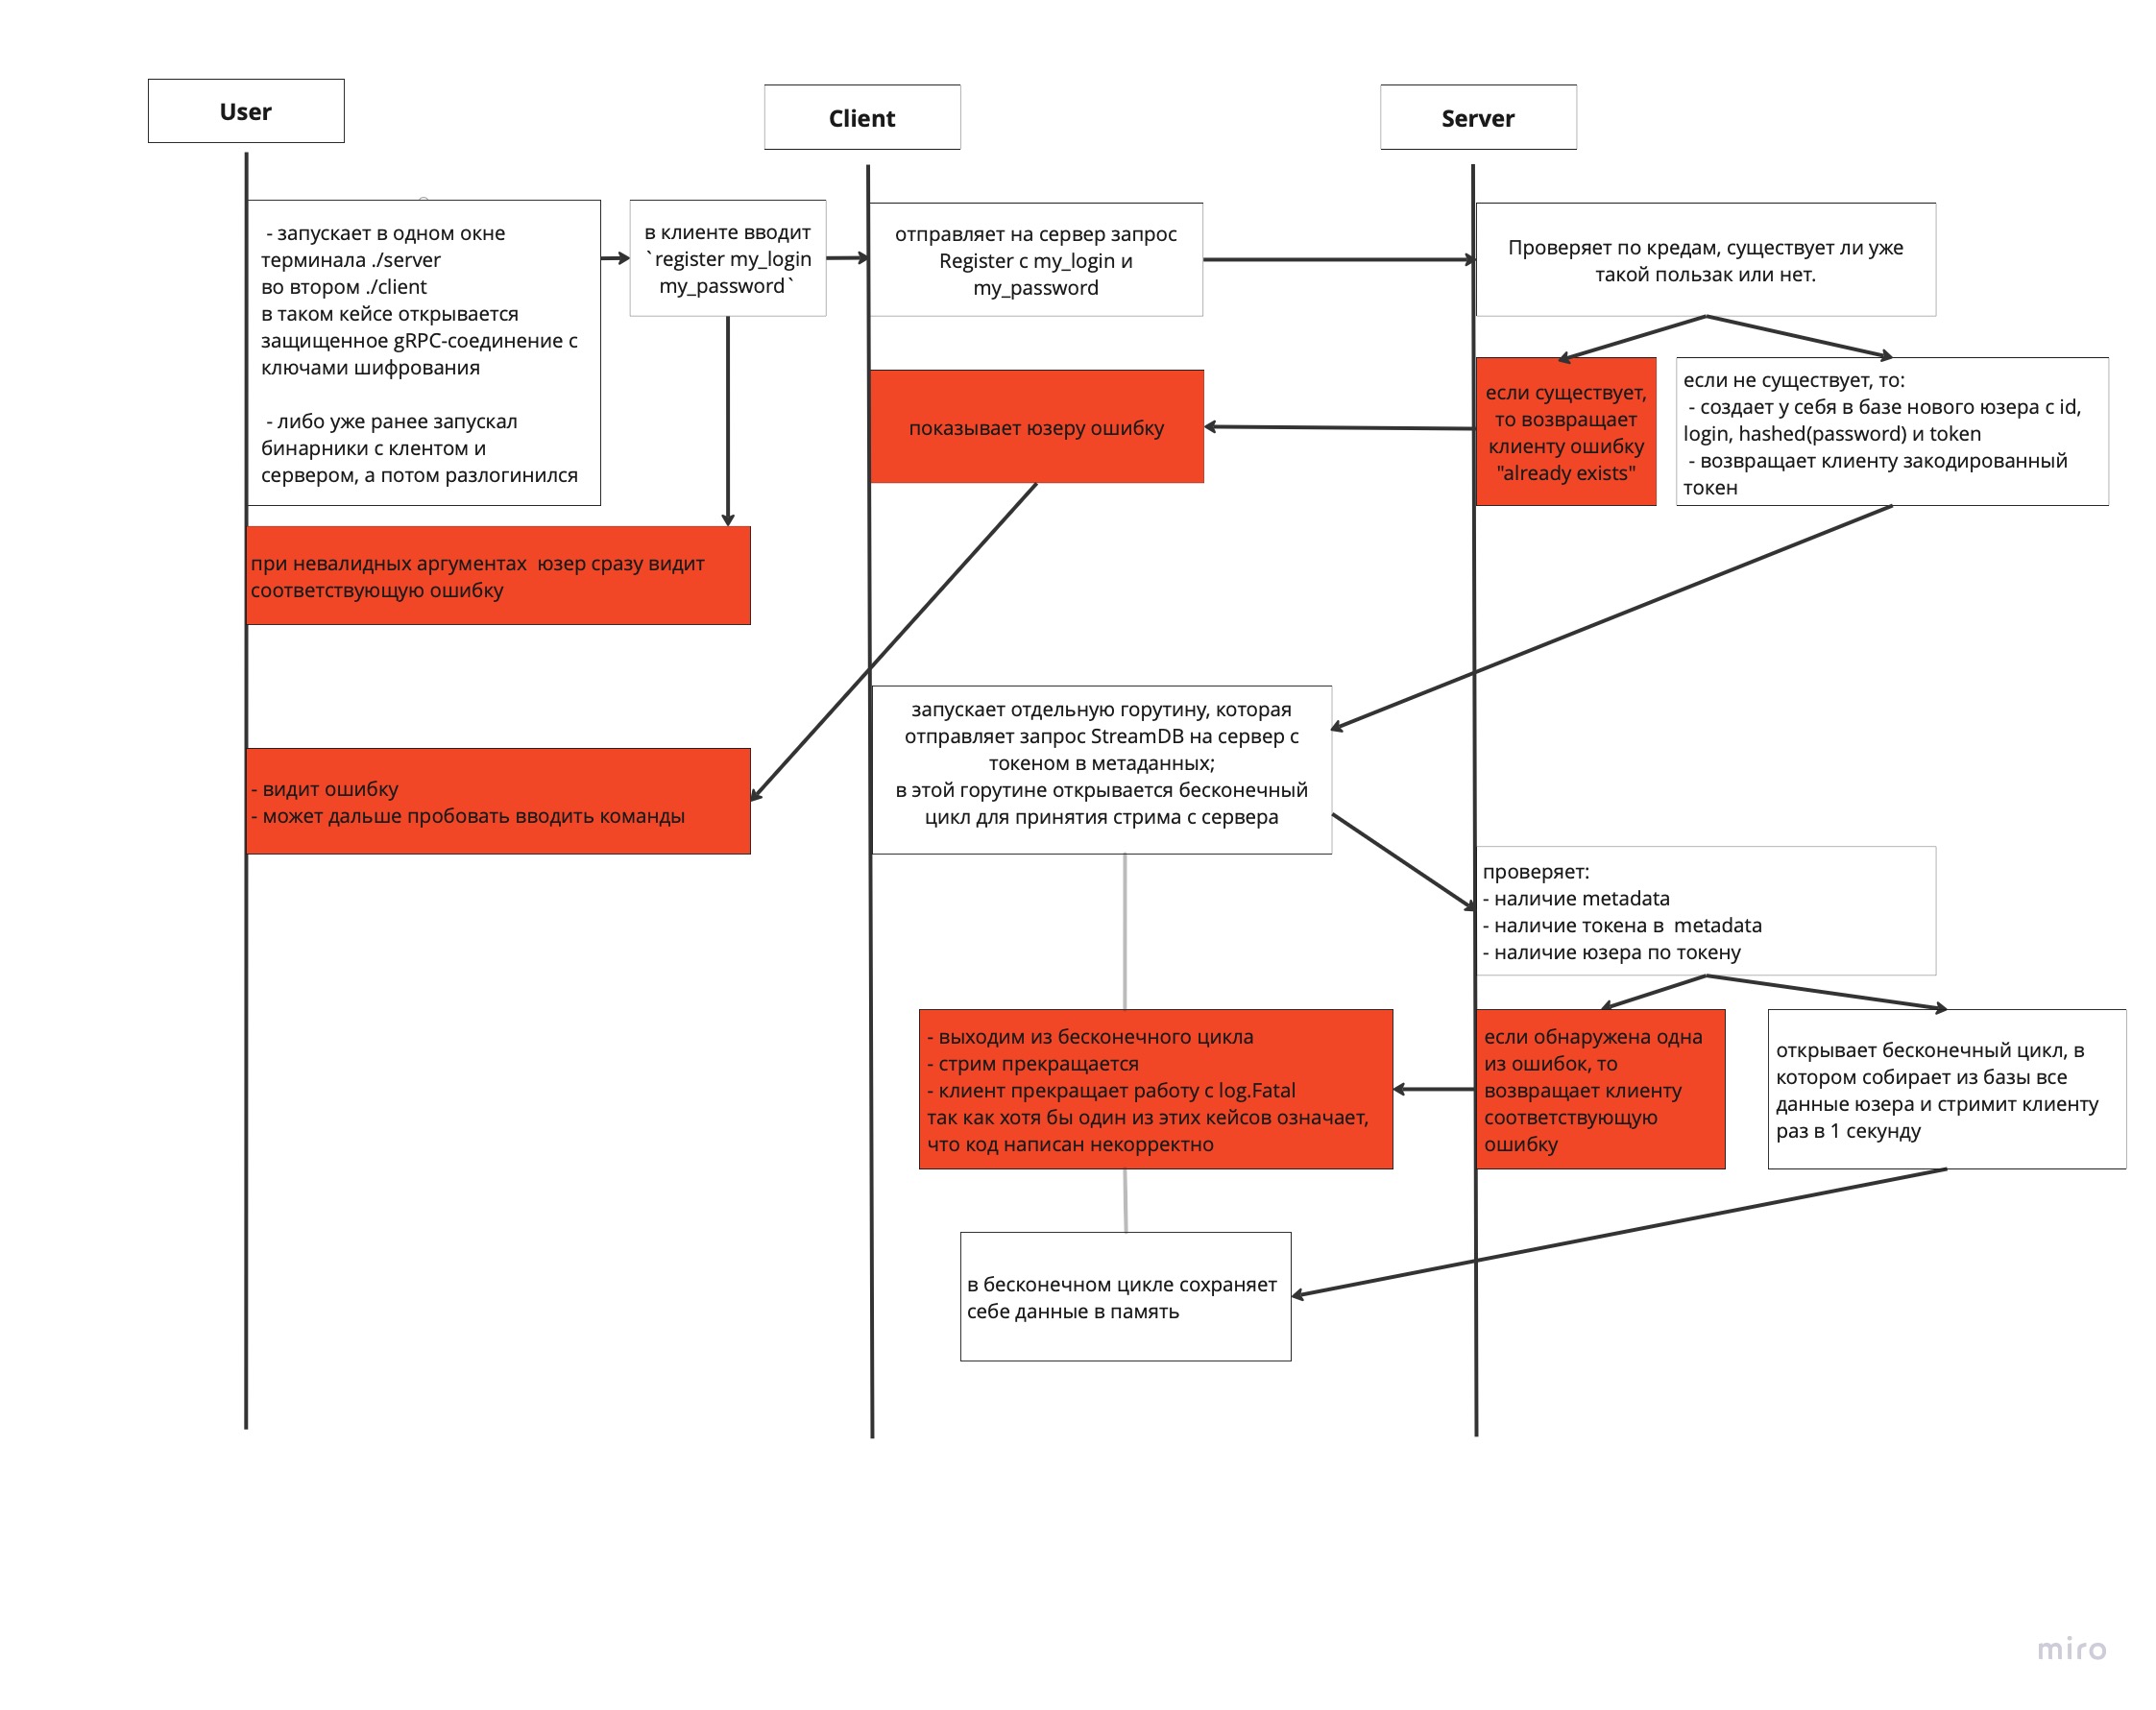 User
Client
Server
- запускает в одном окне
терминала ./server
во втором ./client
в таком кейсе открывается
защищенное gRPC-соединение с
ключами шифрования
- либо уже ранее запускал
бинарники с клентом и
сервером, а потом разлогинился
в клиенте вводит
`register my_login
my_password`
отправляет на сервер запрос
Register с my_login и
my_password
Проверяет по кредам, существует ли уже
такой пользак или нет.
показывает юзеру ошибку
если существует,
то возвращает
клиенту ошибку
"already exists"
если не существует, то:
- создает у себя в базе нового юзера с id,
login, hashed(password) и token
- возвращает клиенту закодированный
токен
при невалидных аргументах  юзер сразу видит
соответствующую ошибку
- видит ошибку
- может дальше пробовать вводить команды
запускает отдельную горутину, которая
отправляет запрос StreamDB на сервер с
токеном в метаданных;
в этой горутине открывается бесконечный
цикл для принятия стрима с сервера
проверяет:
- наличие metadata
- наличие токена в  metadata
- наличие юзера по токену
- выходим из бесконечного цикла
- стрим прекращается
- клиент прекращает работу с log.Fatal
так как хотя бы один из этих кейсов означает,
что код написан некорректно
если обнаружена одна
из ошибок, то
возвращает клиенту
соответствующую
ошибку
открывает бесконечный цикл, в
котором собирает из базы все
данные юзера и стримит клиенту
раз в 1 секунду
в бесконечном цикле сохраняет
себе данные в память
miro